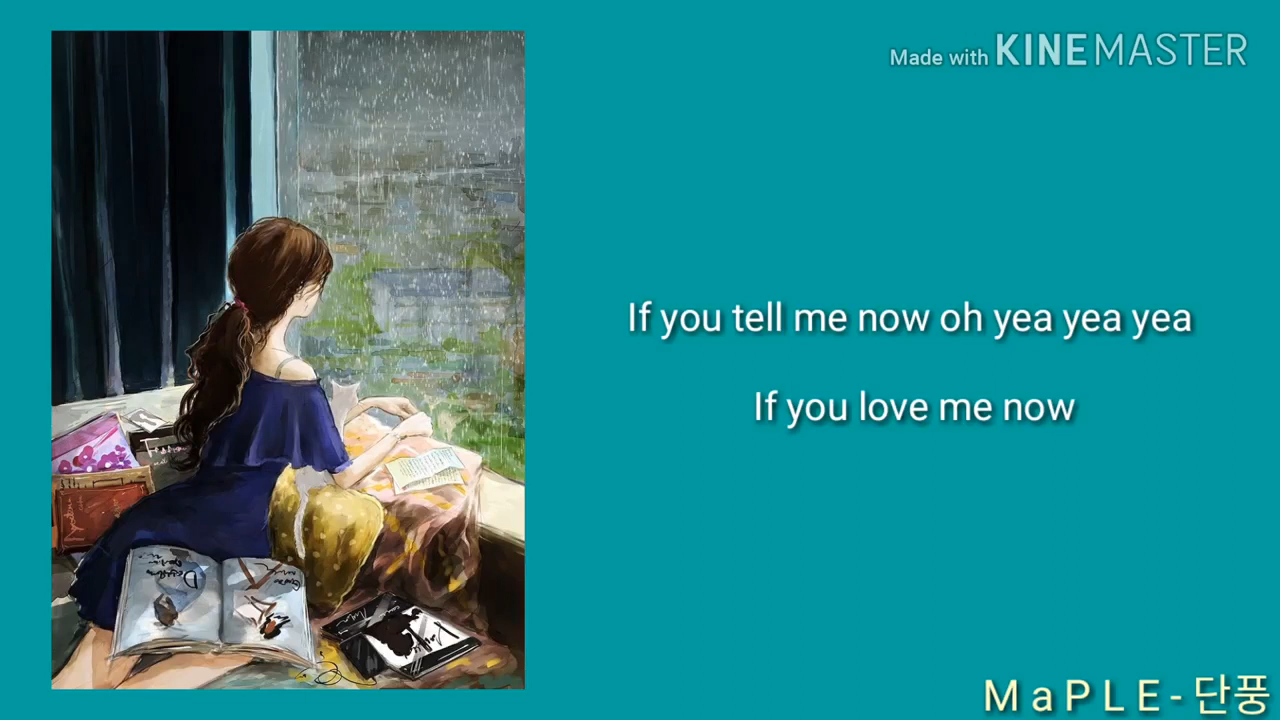 Made with KINEMASTER
If you tell me now oh yea yea yea
If you love me now
M a P L E - 단풍